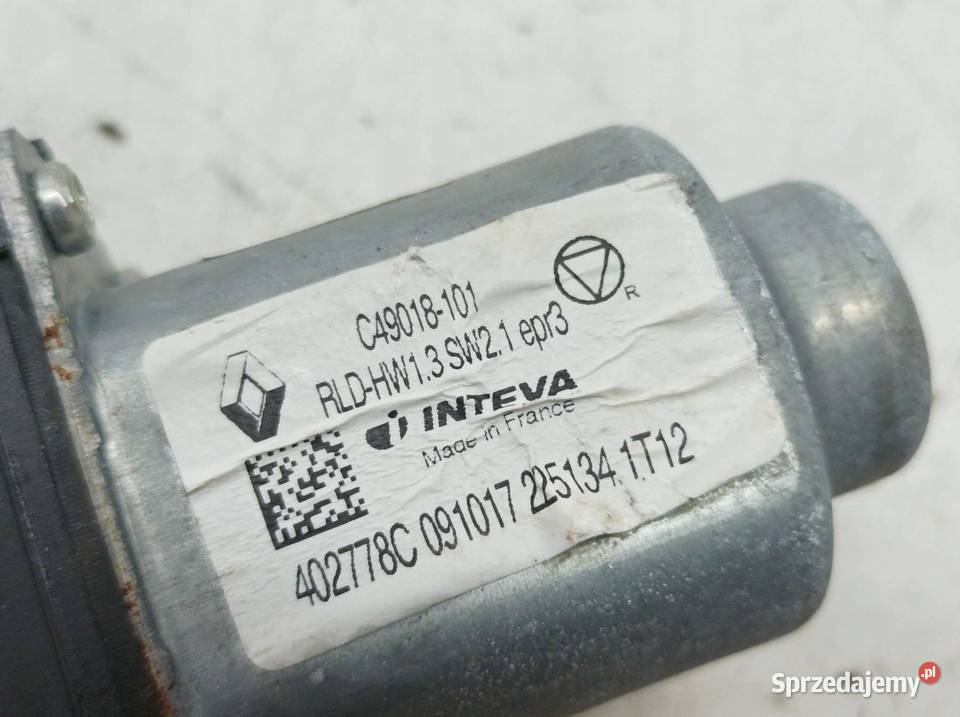 C49018-101
R
RLD-HW1.3 SW2.1 epr3
INTEVA
Made in France
402778C 091017 225134.1T12
Sprzedajemy.pl